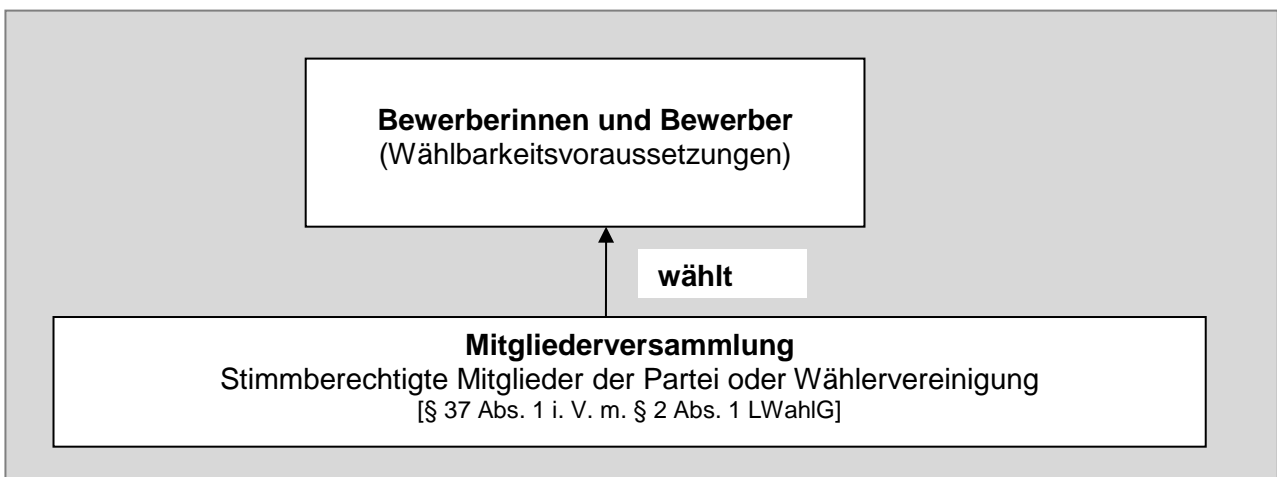 Bewerberinnen und Bewerber
(Wählbarkeitsvoraussetzungen)
wählt
Mitgliederversammlung
Stimmberechtigte Mitglieder der Partei oder Wählervereinigung
[§ 37 Abs. 1 i. V. m. § 2 Abs. 1 LWahlG]